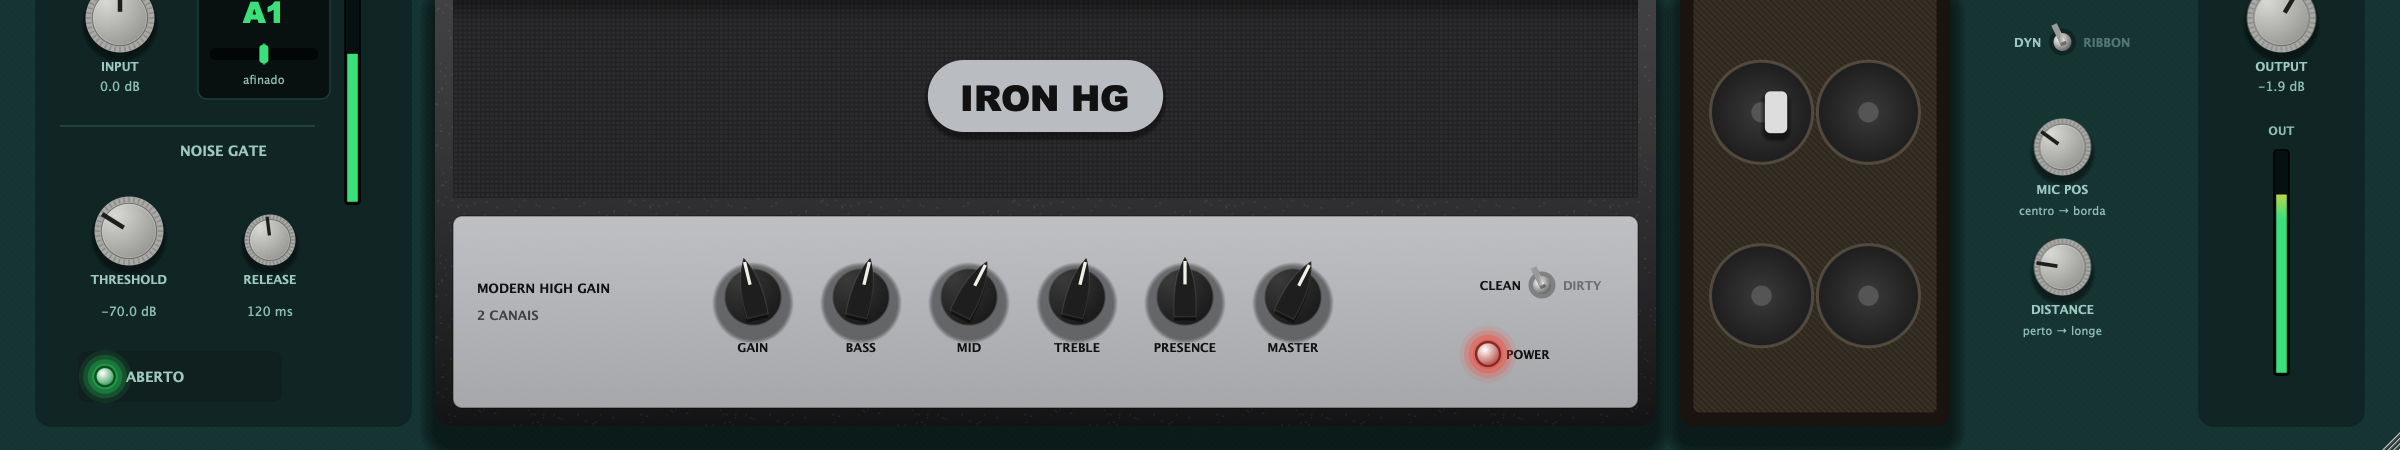 A1
afinado
INPUT
0.0 dB
NOISE GATE
THRESHOLD
-70.0 dB
RELEASE
120 ms
ABERTO
IRON HG
MODERN HIGH GAIN
2 CANAIS
GAIN
BASS
MID
TREBLE
PRESENCE
MASTER
CLEAN
DIRTY
POWER
DYN
RIBBON
MIC POS
centro → borda
DISTANCE
perto → longe
OUTPUT
-1.9 dB
OUT